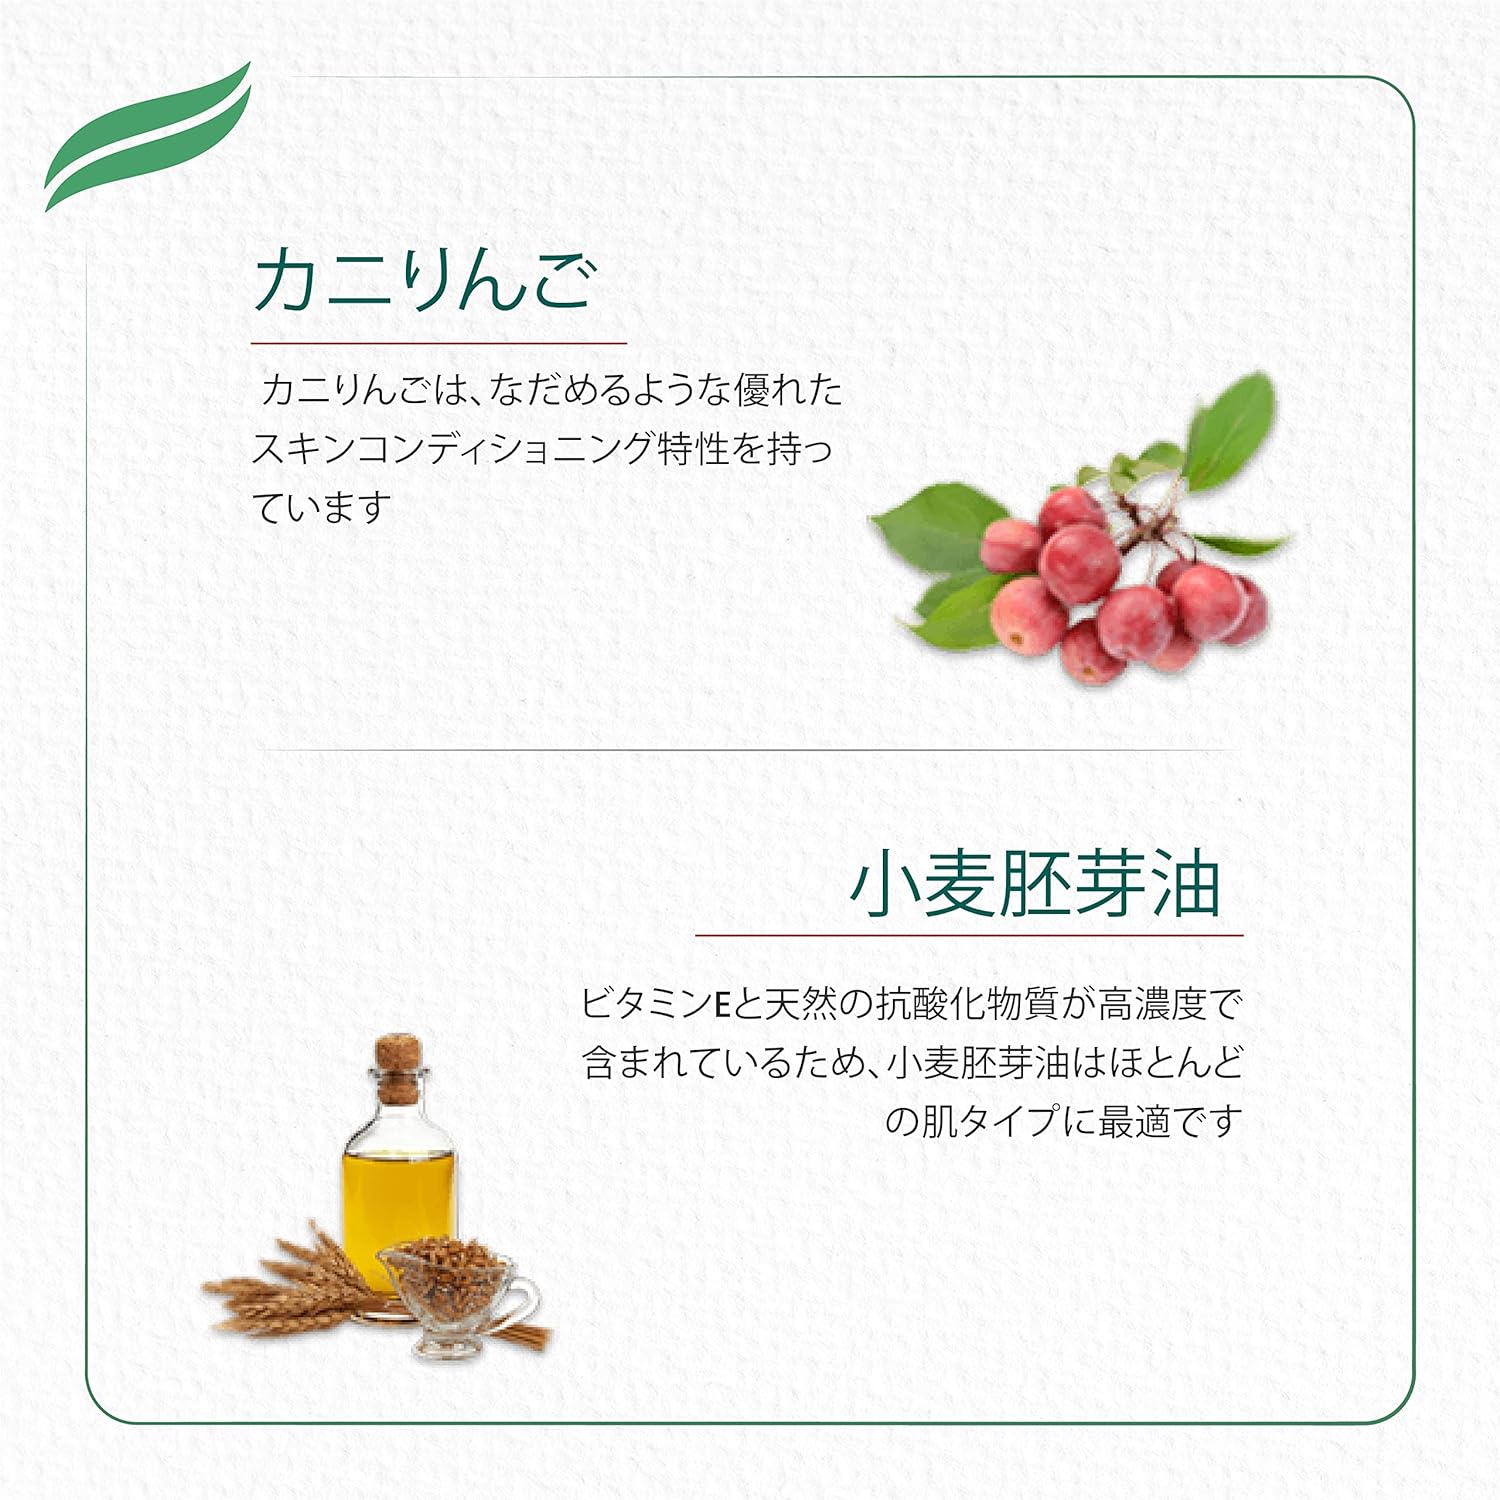 カニりんご
カニりんごは、なだめるような優れた
スキンコンディショニング特性を持っ
ています
小麦胚芽油
ビタミンEと天然の抗酸化物質が高濃度で
含まれているため、小麦胚芽油はほとんど
の肌タイプに最適です